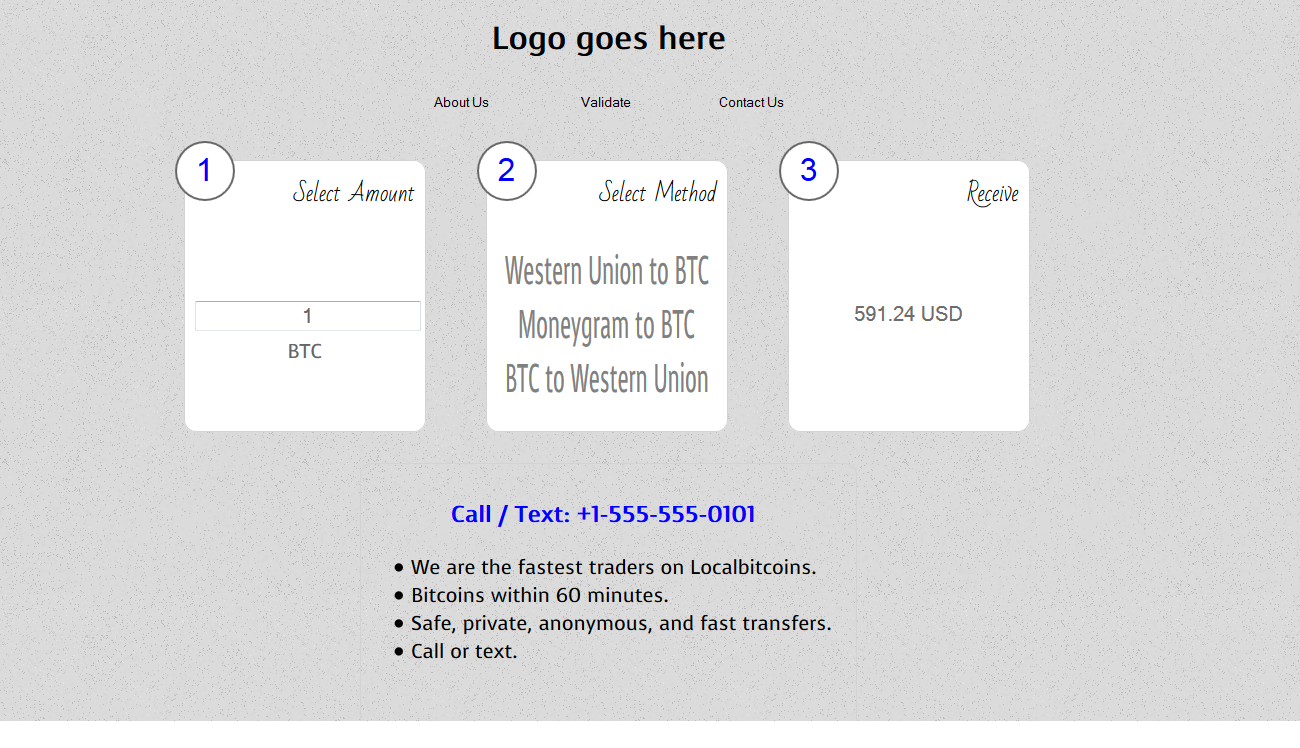 Logo goes here
About Us
Validate
Contact Us
1
Select Amount
1
BTC
2
Select Method
Western Union to BTC
Moneygram to BTC
BTC to Western Union
3
Receive
591.24 USD
Call / Text: +1-555-555-0101
• We are the fastest traders on Localbitcoins.
• Bitcoins within 60 minutes.
• Safe, private, anonymous, and fast transfers.
• Call or text.